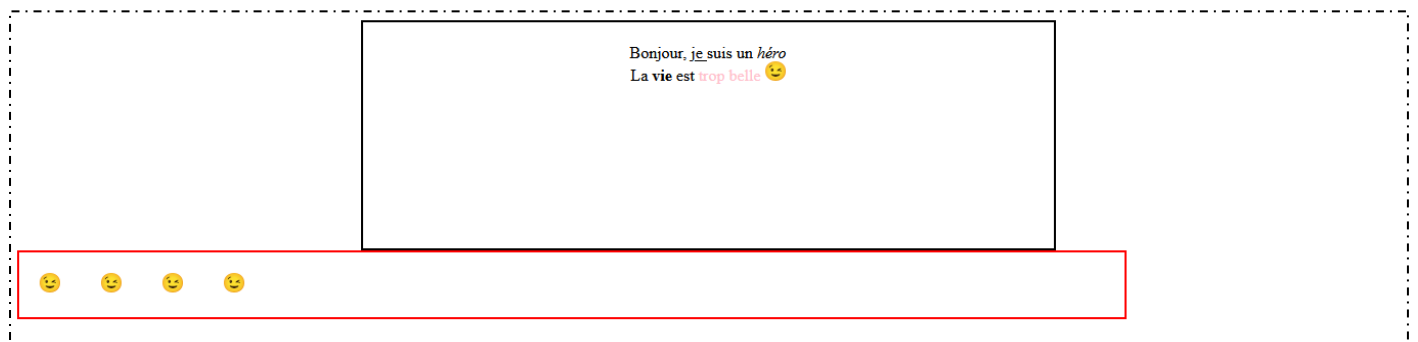 Bonjour, je suis un héro
La vie est trop belle 😉
😉 😉 😉 😉